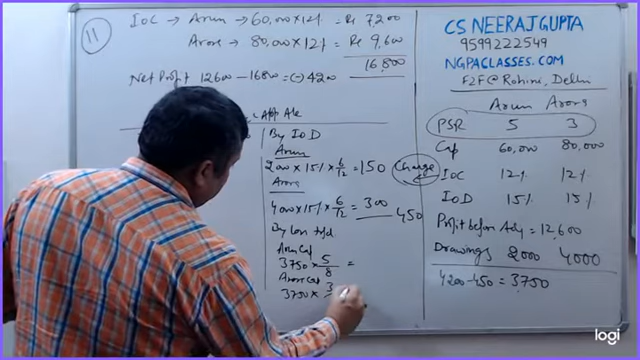 11
IOC → Arun → 60,000 × 12% = Rs 7200
Arora → 80,000 × 12% = Rs 9,600
16,800
Net Profit 12600 - 16800 = (-) 4200
App A/c
By IOD
Arun
2000 × 15% × 6/12 = 150
Charge
Arora
4000 × 15% × 6/12 = 300
450
By Loss tfd.
Arun Cap
3750 × 5/8 =
Arora Cap
3750 × 3
CS NEERAJ GUPTA
9599222549
NGPACLASSES.COM
F2F @ Rohini, Delhi
Arun Arora
PSR 5 3
Cap 60,000 80,000
IOC 12% 12%
IOD 15% 15%
Profit before Adj = 12,600
Drawings 2000 4000
4200 - 450 = 3750
logi